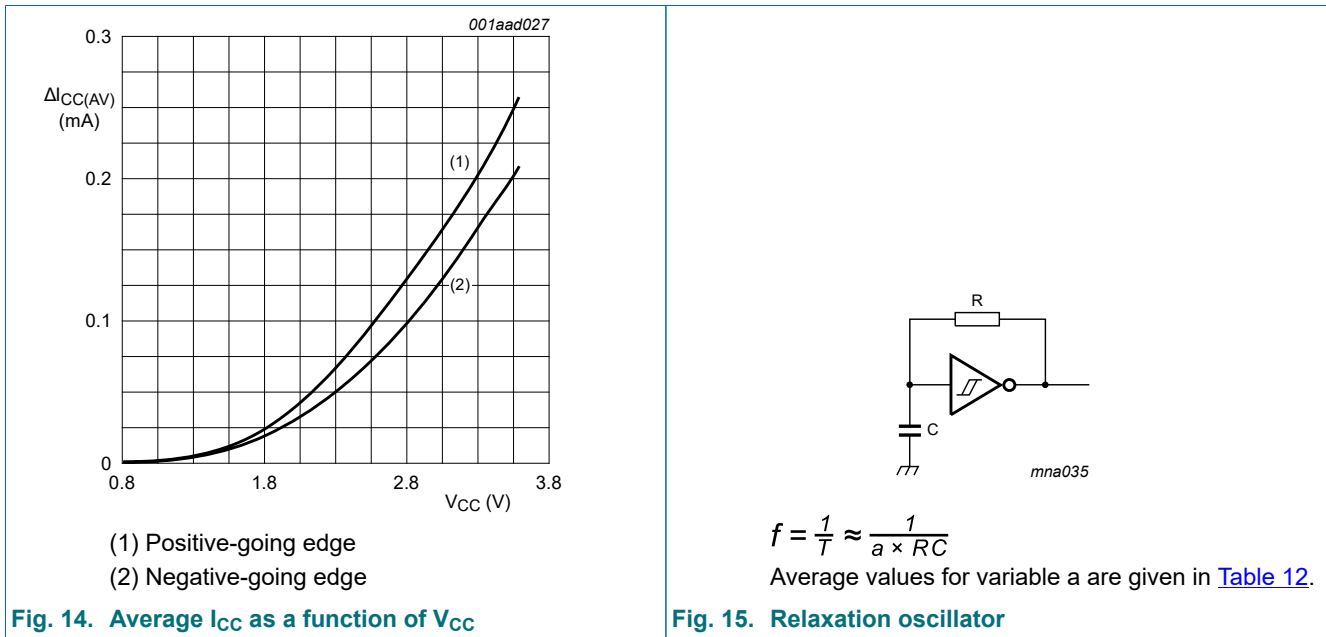 001aad027
0.3
ΔICC(AV)
(mA)
(1)
0.2
(2)
0.1
0
0.8
1.8
2.8
3.8
VCC (V)
(1) Positive-going edge
(2) Negative-going edge
Fig. 14. Average ICC as a function of VCC
R
C
mna035
f = 1/T ≈ 1/(a × RC)
Average values for variable a are given in Table 12.
Fig. 15. Relaxation oscillator